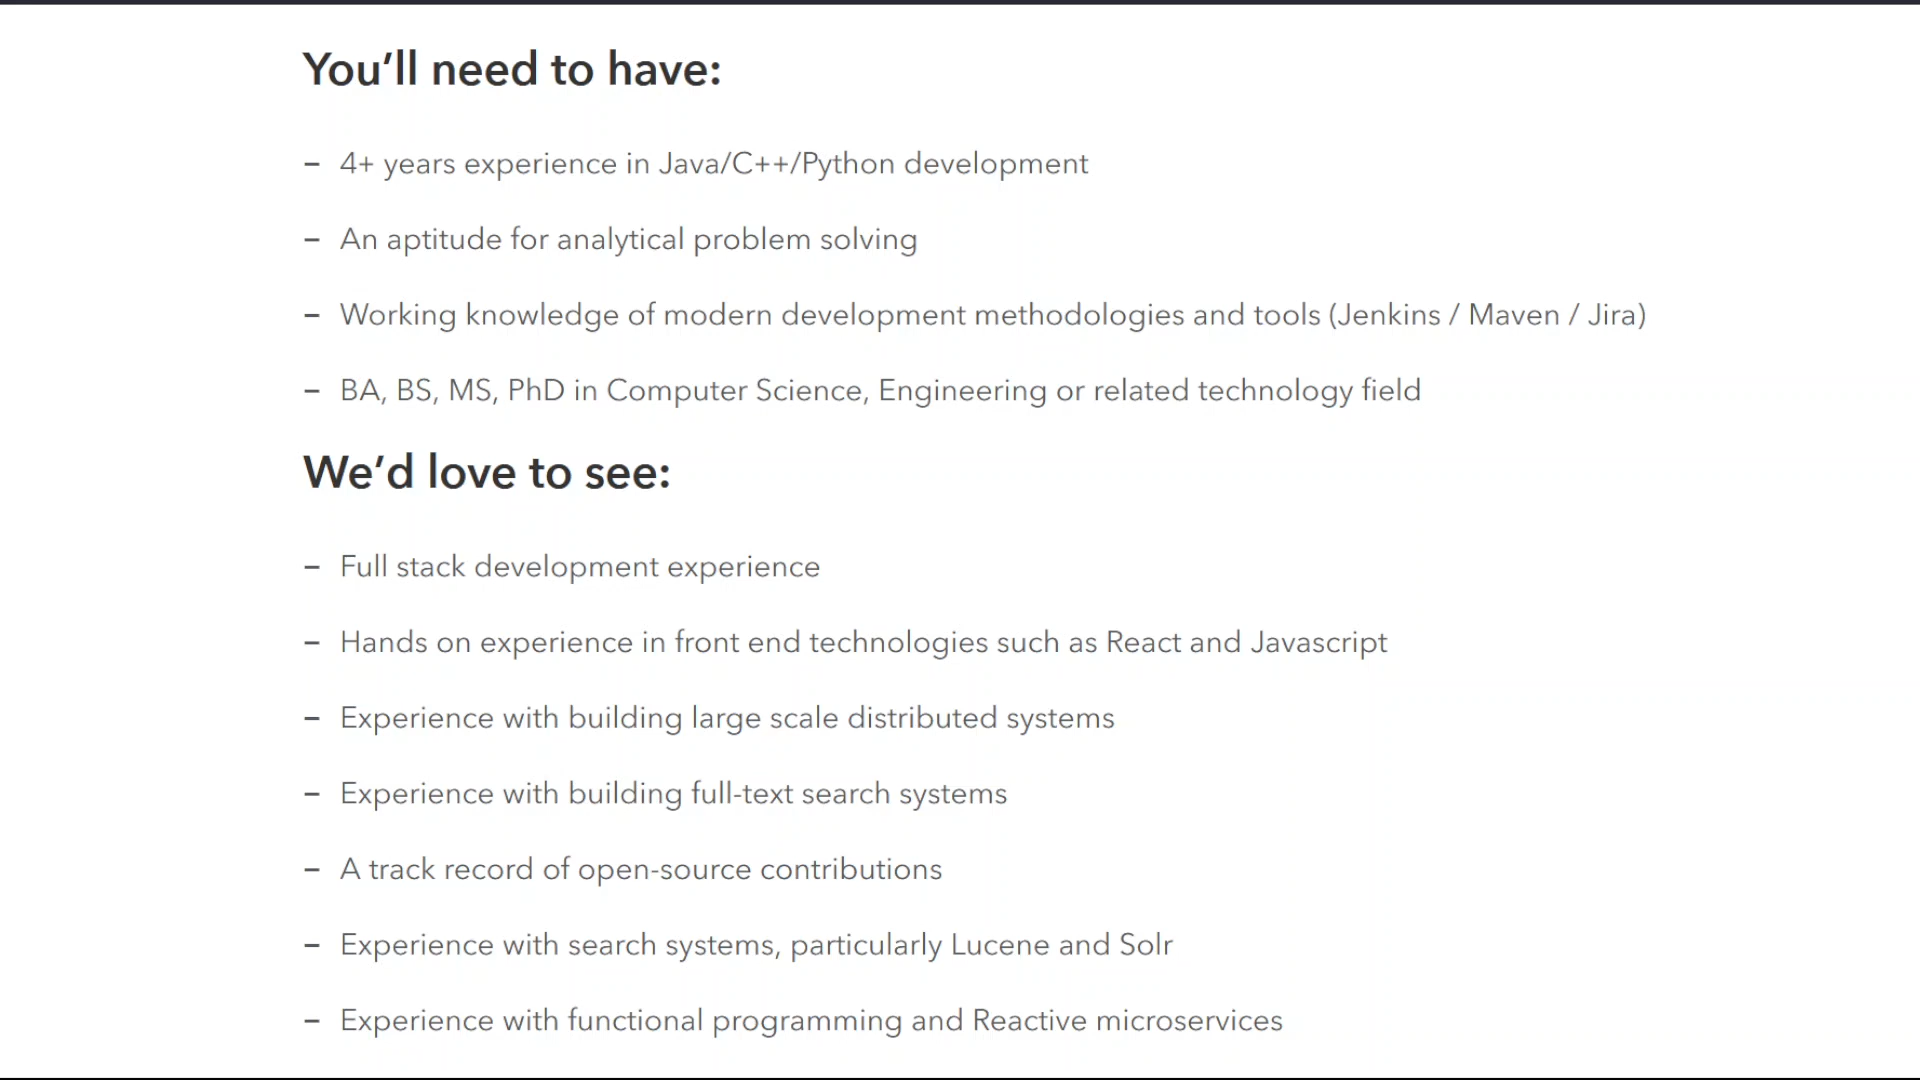 You’ll need to have:
– 4+ years experience in Java/C++/Python development
– An aptitude for analytical problem solving
– Working knowledge of modern development methodologies and tools (Jenkins / Maven / Jira)
– BA, BS, MS, PhD in Computer Science, Engineering or related technology field
We’d love to see:
– Full stack development experience
– Hands on experience in front end technologies such as React and Javascript
– Experience with building large scale distributed systems
– Experience with building full-text search systems
– A track record of open-source contributions
– Experience with search systems, particularly Lucene and Solr
– Experience with functional programming and Reactive microservices